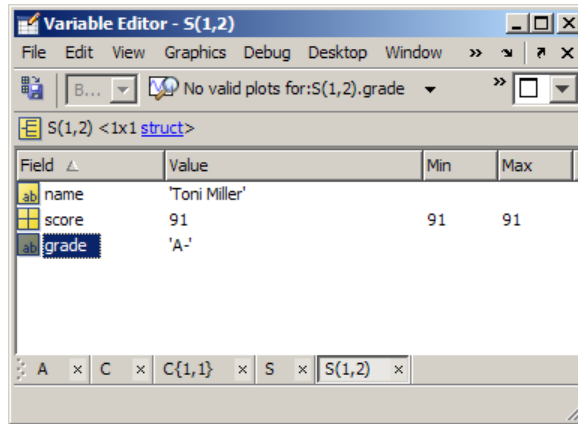 Variable Editor - S(1,2)
File Edit View Graphics Debug Desktop Window »
B... No valid plots for:S(1,2).grade »
S(1,2) <1x1 struct>
Field Value Min Max
ab name 'Toni Miller'
score 91 91 91
ab grade 'A-'
A × C × C{1,1} × S × S(1,2) ×